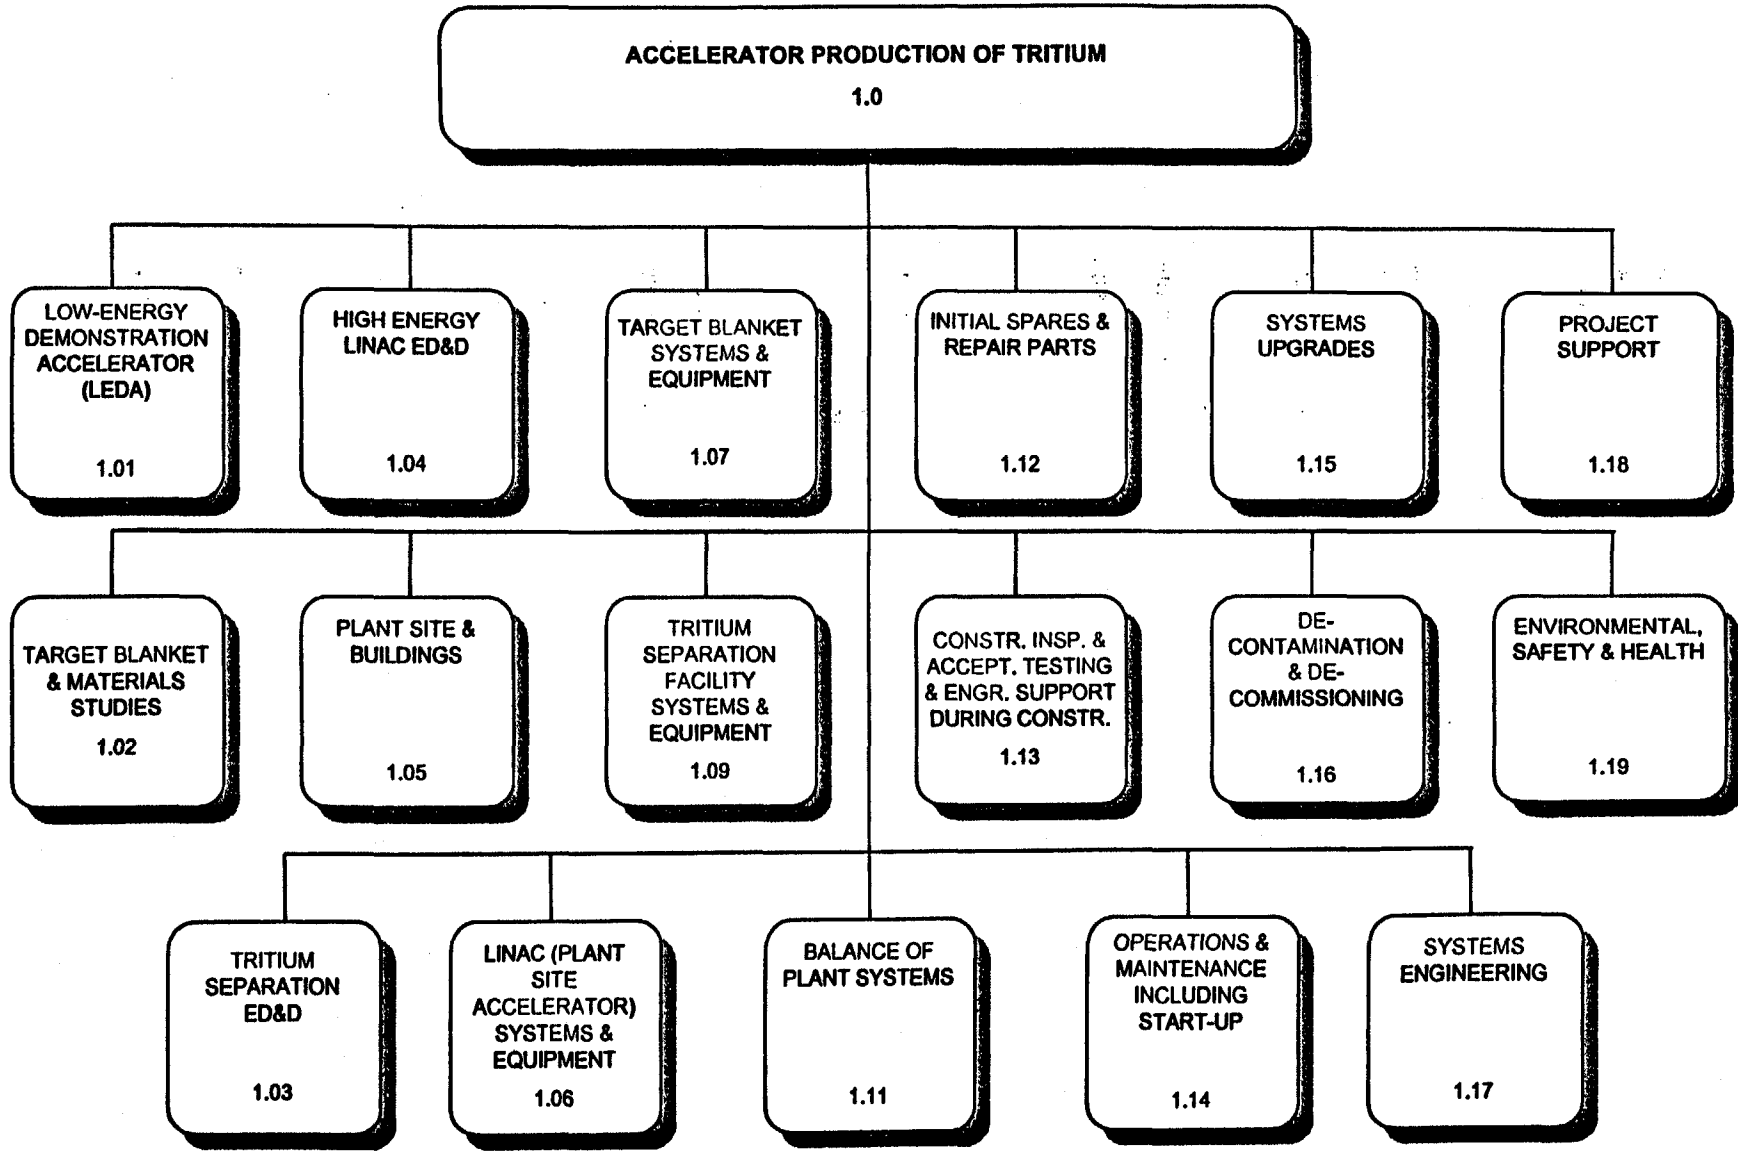 ACCELERATOR PRODUCTION OF TRITIUM
1.0
LOW-ENERGY
DEMONSTRATION
ACCELERATOR
(LEDA)
1.01
HIGH ENERGY
LINAC ED&D
1.04
TARGET BLANKET
SYSTEMS &
EQUIPMENT
1.07
INITIAL SPARES &
REPAIR PARTS
1.12
SYSTEMS
UPGRADES
1.15
PROJECT
SUPPORT
1.18
TARGET BLANKET
& MATERIALS
STUDIES
1.02
PLANT SITE &
BUILDINGS
1.05
TRITIUM
SEPARATION
FACILITY
SYSTEMS &
EQUIPMENT
1.09
CONSTR. INSP. &
ACCEPT. TESTING
& ENGR. SUPPORT
DURING CONSTR.
1.13
DE-
CONTAMINATION
& DE-
COMMISSIONING
1.16
ENVIRONMENTAL,
SAFETY & HEALTH
1.19
TRITIUM
SEPARATION
ED&D
1.03
LINAC (PLANT
SITE
ACCELERATOR)
SYSTEMS &
EQUIPMENT
1.06
BALANCE OF
PLANT SYSTEMS
1.11
OPERATIONS &
MAINTENANCE
INCLUDING
START-UP
1.14
SYSTEMS
ENGINEERING
1.17